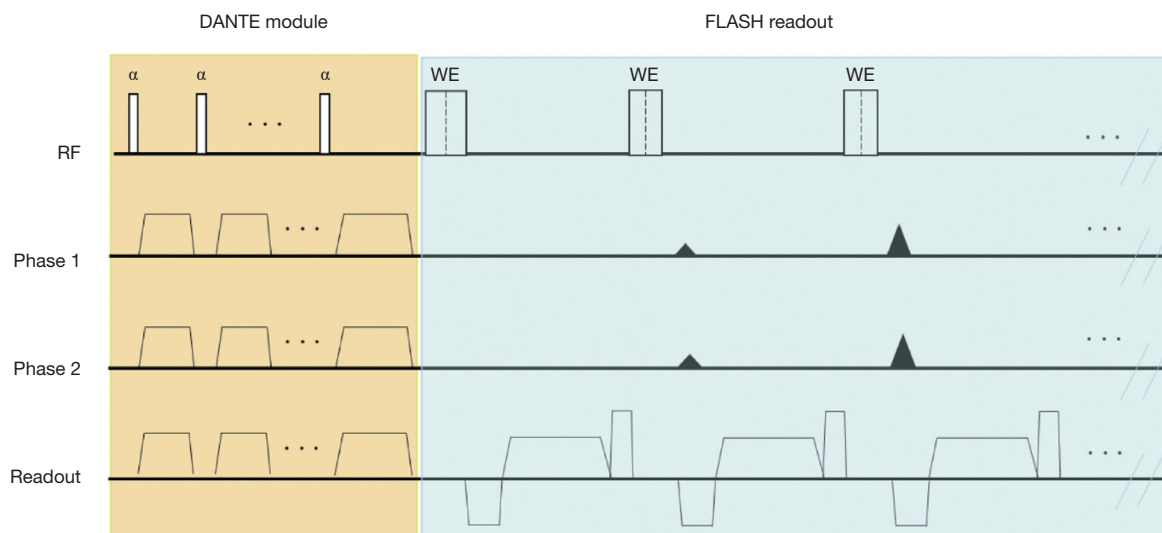 DANTE module
FLASH readout
α α α WE WE WE
RF
Phase 1
Phase 2
Readout